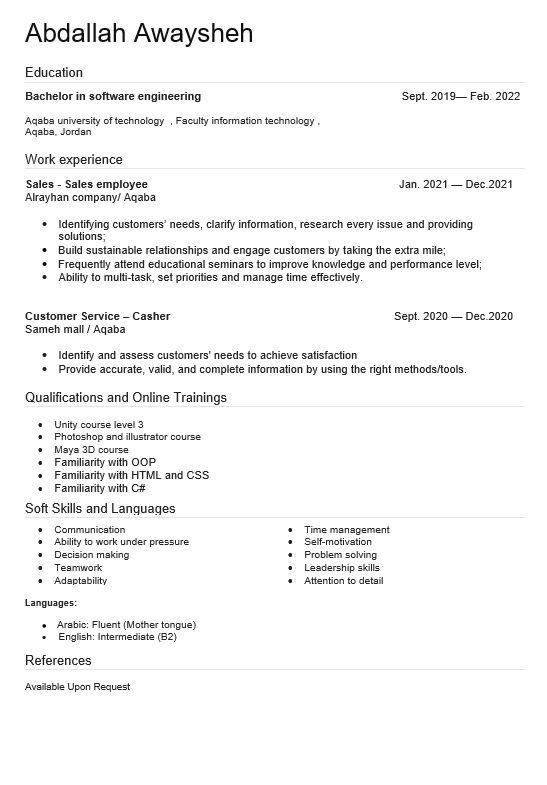 Abdallah Awaysheh
Education
Bachelor in software engineering Sept. 2019— Feb. 2022
Aqaba university of technology , Faculty information technology ,
Aqaba, Jordan
Work experience
Sales - Sales employee Jan. 2021 — Dec.2021
Alrayhan company/ Aqaba
• Identifying customers' needs, clarify information, research every issue and providing
solutions;
• Build sustainable relationships and engage customers by taking the extra mile;
• Frequently attend educational seminars to improve knowledge and performance level;
• Ability to multi-task, set priorities and manage time effectively.
Customer Service – Casher Sept. 2020 — Dec.2020
Sameh mall / Aqaba
• Identify and assess customers' needs to achieve satisfaction
• Provide accurate, valid, and complete information by using the right methods/tools.
Qualifications and Online Trainings
• Unity course level 3
• Photoshop and illustrator course
• Maya 3D course
• Familiarity with OOP
• Familiarity with HTML and CSS
• Familiarity with C#
Soft Skills and Languages
• Communication
• Ability to work under pressure
• Decision making
• Teamwork
• Adaptability
• Time management
• Self-motivation
• Problem solving
• Leadership skills
• Attention to detail
Languages:
• Arabic: Fluent (Mother tongue)
• English: Intermediate (B2)
References
Available Upon Request